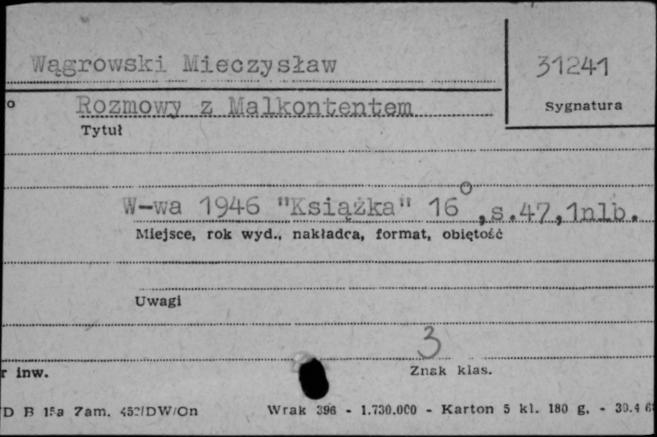 Wągrowski Mieczysław
31241
Sygnatura
o Rozmowy z Malkontentem
Tytuł
W-wa 1946 "Książka" 16°, s.47, 1nlb.
Miejsce, rok wyd., nakładca, format, objętość
Uwagi
3
r inw.
Znak klas.
D B 15a Zam. /DW/On Wrak 396 - 1.730.000 - Karton 5 kl. 180 g. - 30.4